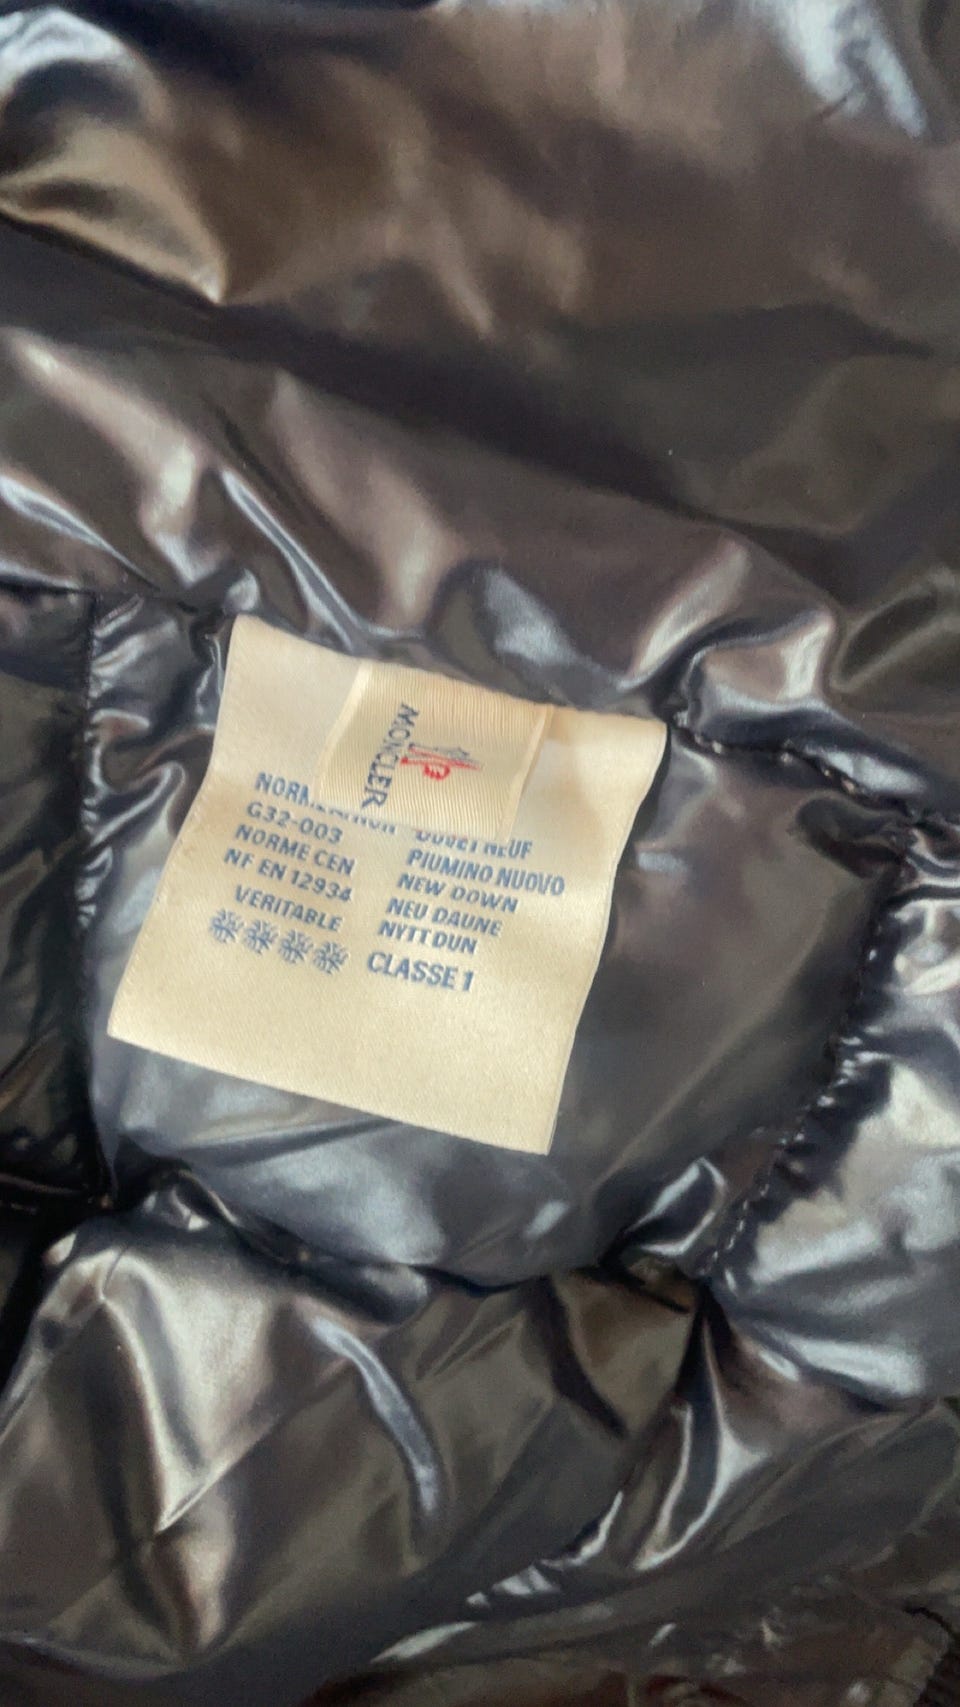 MONCLER
G32-003
NORME CEN
NF EN 12934
VERITABLE
NEUF
PIUMINO NUOVO
NEW DOWN
NEU DAUNE
NYTT DUN
CLASSE 1